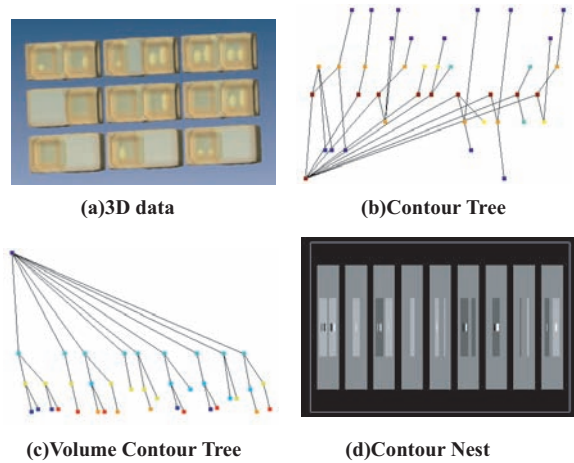 (a)3D data
(b)Contour Tree
(c)Volume Contour Tree
(d)Contour Nest